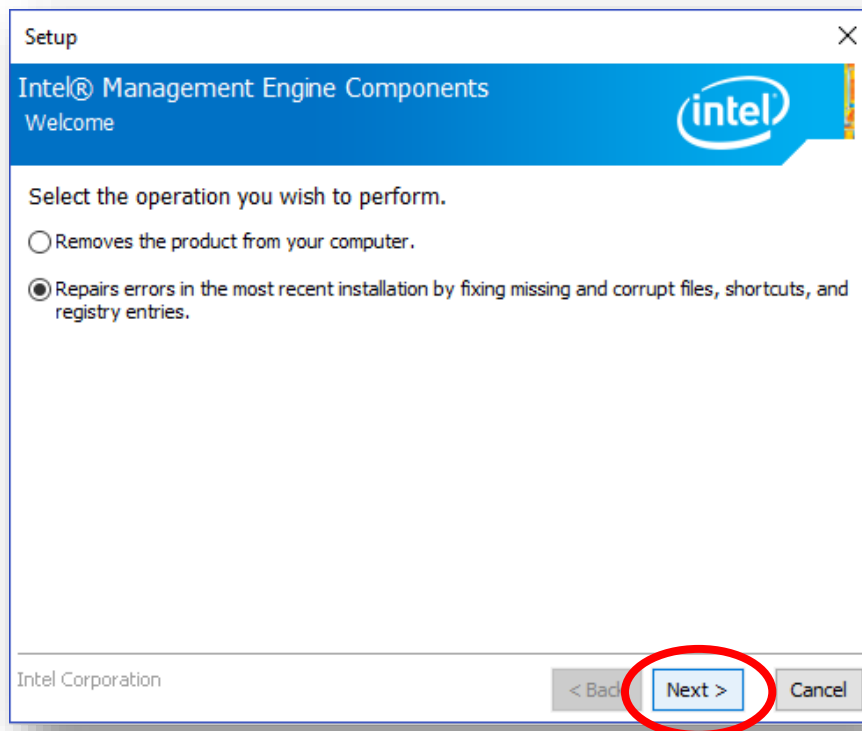 Setup
Intel® Management Engine Components
Welcome
intel
Select the operation you wish to perform.
Removes the product from your computer.
Repairs errors in the most recent installation by fixing missing and corrupt files, shortcuts, and
registry entries.
Intel Corporation
< Back Next > Cancel